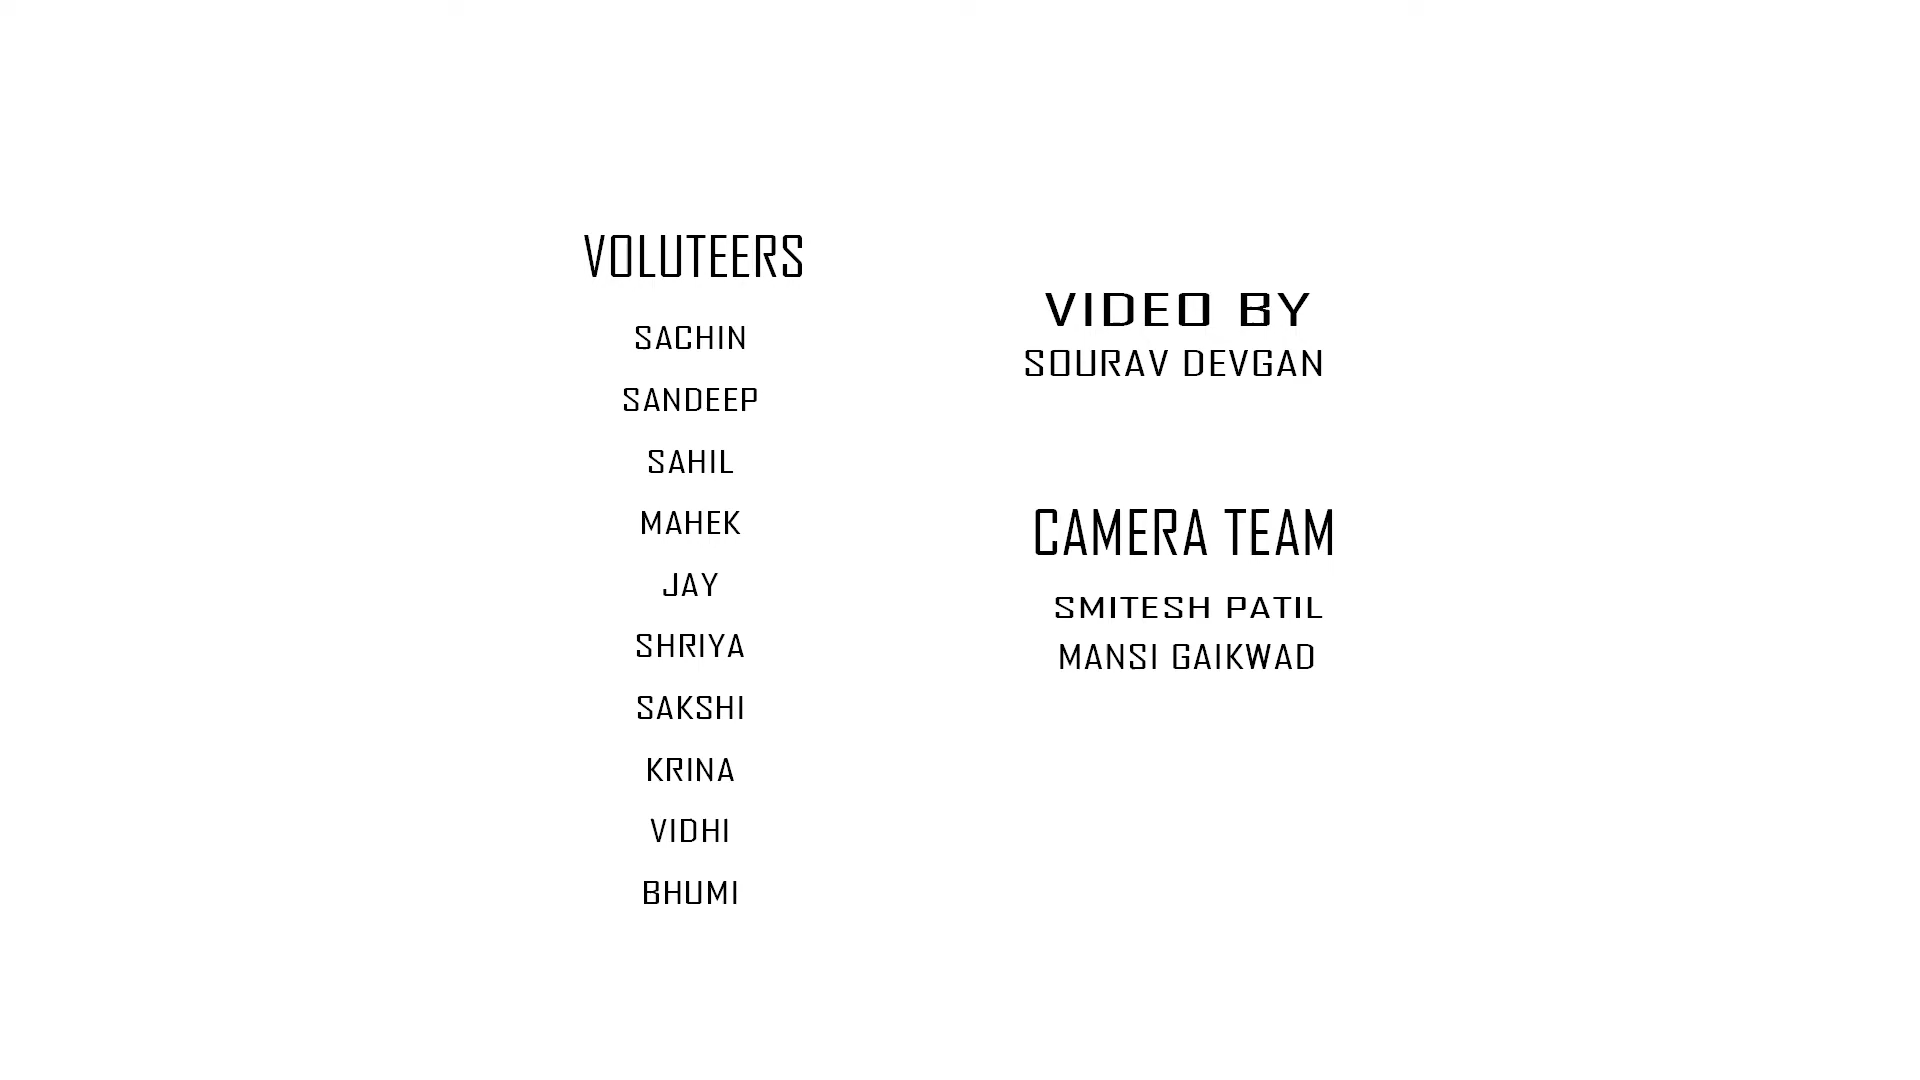 VOLUTEERS
SACHIN
SANDEEP
SAHIL
MAHEK
JAY
SHRIYA
SAKSHI
KRINA
VIDHI
BHUMI
VIDEO BY
SOURAV DEVGAN
CAMERA TEAM
SMITESH PATIL
MANSI GAIKWAD